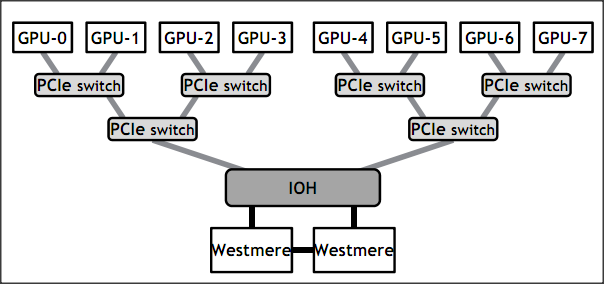 GPU-0 GPU-1 GPU-2 GPU-3 GPU-4 GPU-5 GPU-6 GPU-7
PCIe switch PCIe switch PCIe switch PCIe switch
PCIe switch PCIe switch
IOH
Westmere Westmere